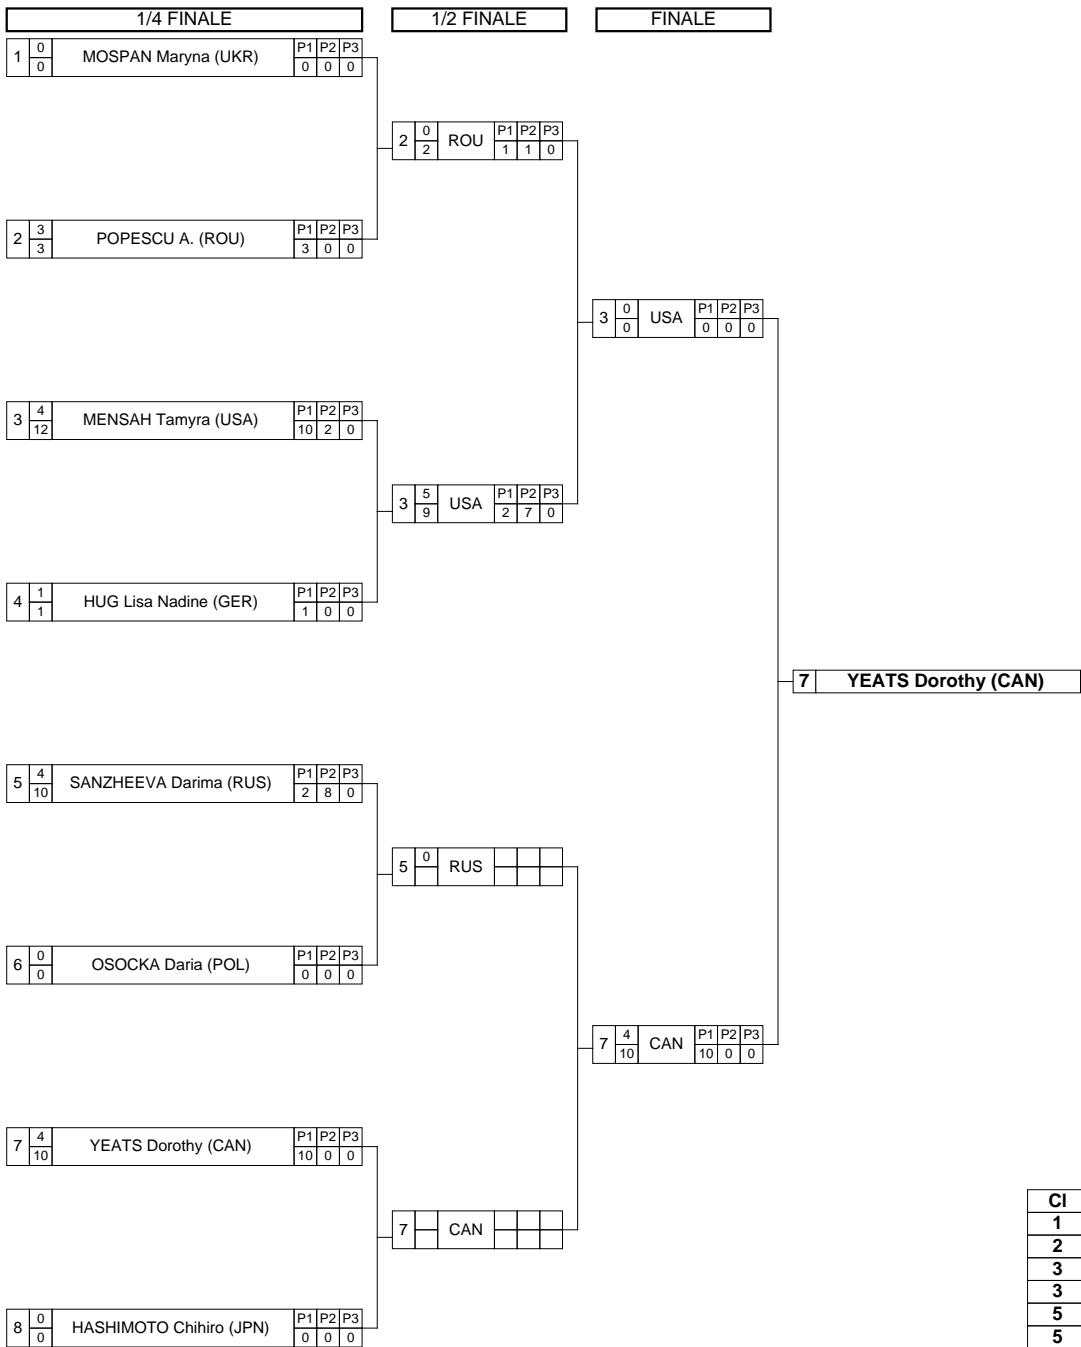 1/4 FINALE 1/2 FINALE FINALE
1 0 0 MOSPAN Maryna (UKR) P1 P2 P3 0 0 0
2 0 2 ROU P1 P2 P3 1 1 0
2 3 3 POPESCU A. (ROU) P1 P2 P3 3 0 0
3 0 0 USA P1 P2 P3 0 0 0
3 4 12 MENSAH Tamyra (USA) P1 P2 P3 10 2 0
3 5 9 USA P1 P2 P3 2 7 0
4 1 1 HUG Lisa Nadine (GER) P1 P2 P3 1 0 0
7 YEATS Dorothy (CAN)
5 4 10 SANZHEEVA Darima (RUS) P1 P2 P3 2 8 0
5 0 RUS
6 0 0 OSOCKA Daria (POL) P1 P2 P3 0 0 0
7 4 10 CAN P1 P2 P3 10 0 0
7 4 10 YEATS Dorothy (CAN) P1 P2 P3 10 0 0
7 CAN
8 0 0 HASHIMOTO Chihiro (JPN) P1 P2 P3 0 0 0
Cl
1
2
3
3
5
5